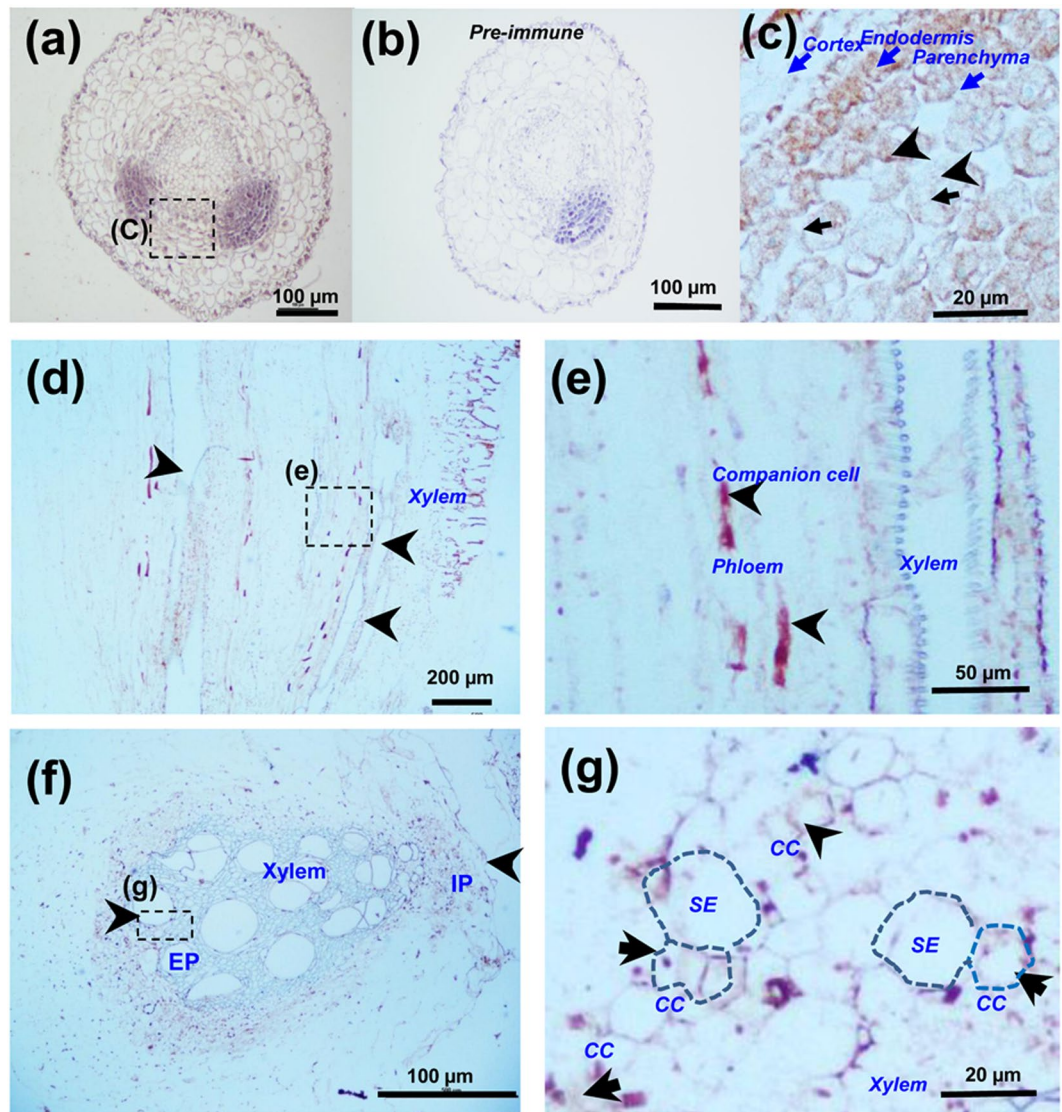 (a)
(C)
100 µm
(b)
Pre-immune
100 µm
(c)
Cortex
Endodermis
Parenchyma
20 µm
(d)
(e)
Xylem
200 µm
(e)
Companion cell
Phloem
Xylem
50 µm
(f)
(g)
Xylem
IP
EP
100 µm
(g)
CC
SE
SE
CC
CC
CC
Xylem
20 µm